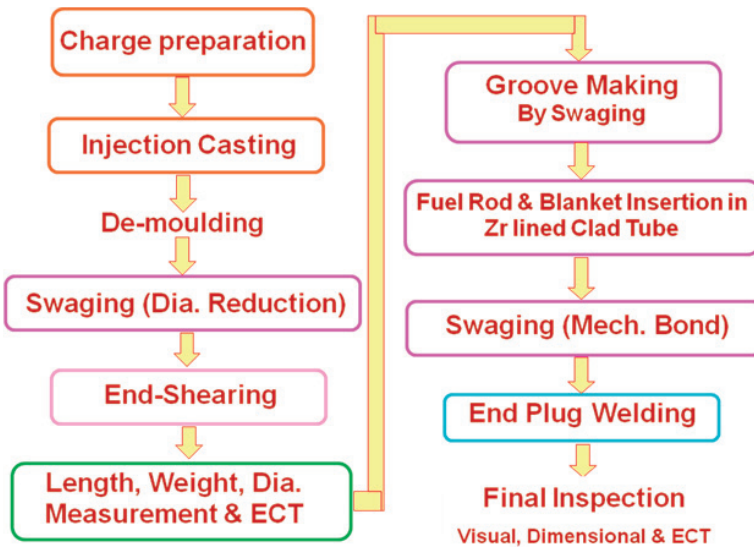 Charge preparation
Injection Casting
De-moulding
Swaging (Dia. Reduction)
End-Shearing
Length, Weight, Dia.
Measurement & ECT
Groove Making
By Swaging
Fuel Rod & Blanket Insertion in
Zr lined Clad Tube
Swaging (Mech. Bond)
End Plug Welding
Final Inspection
Visual, Dimensional & ECT